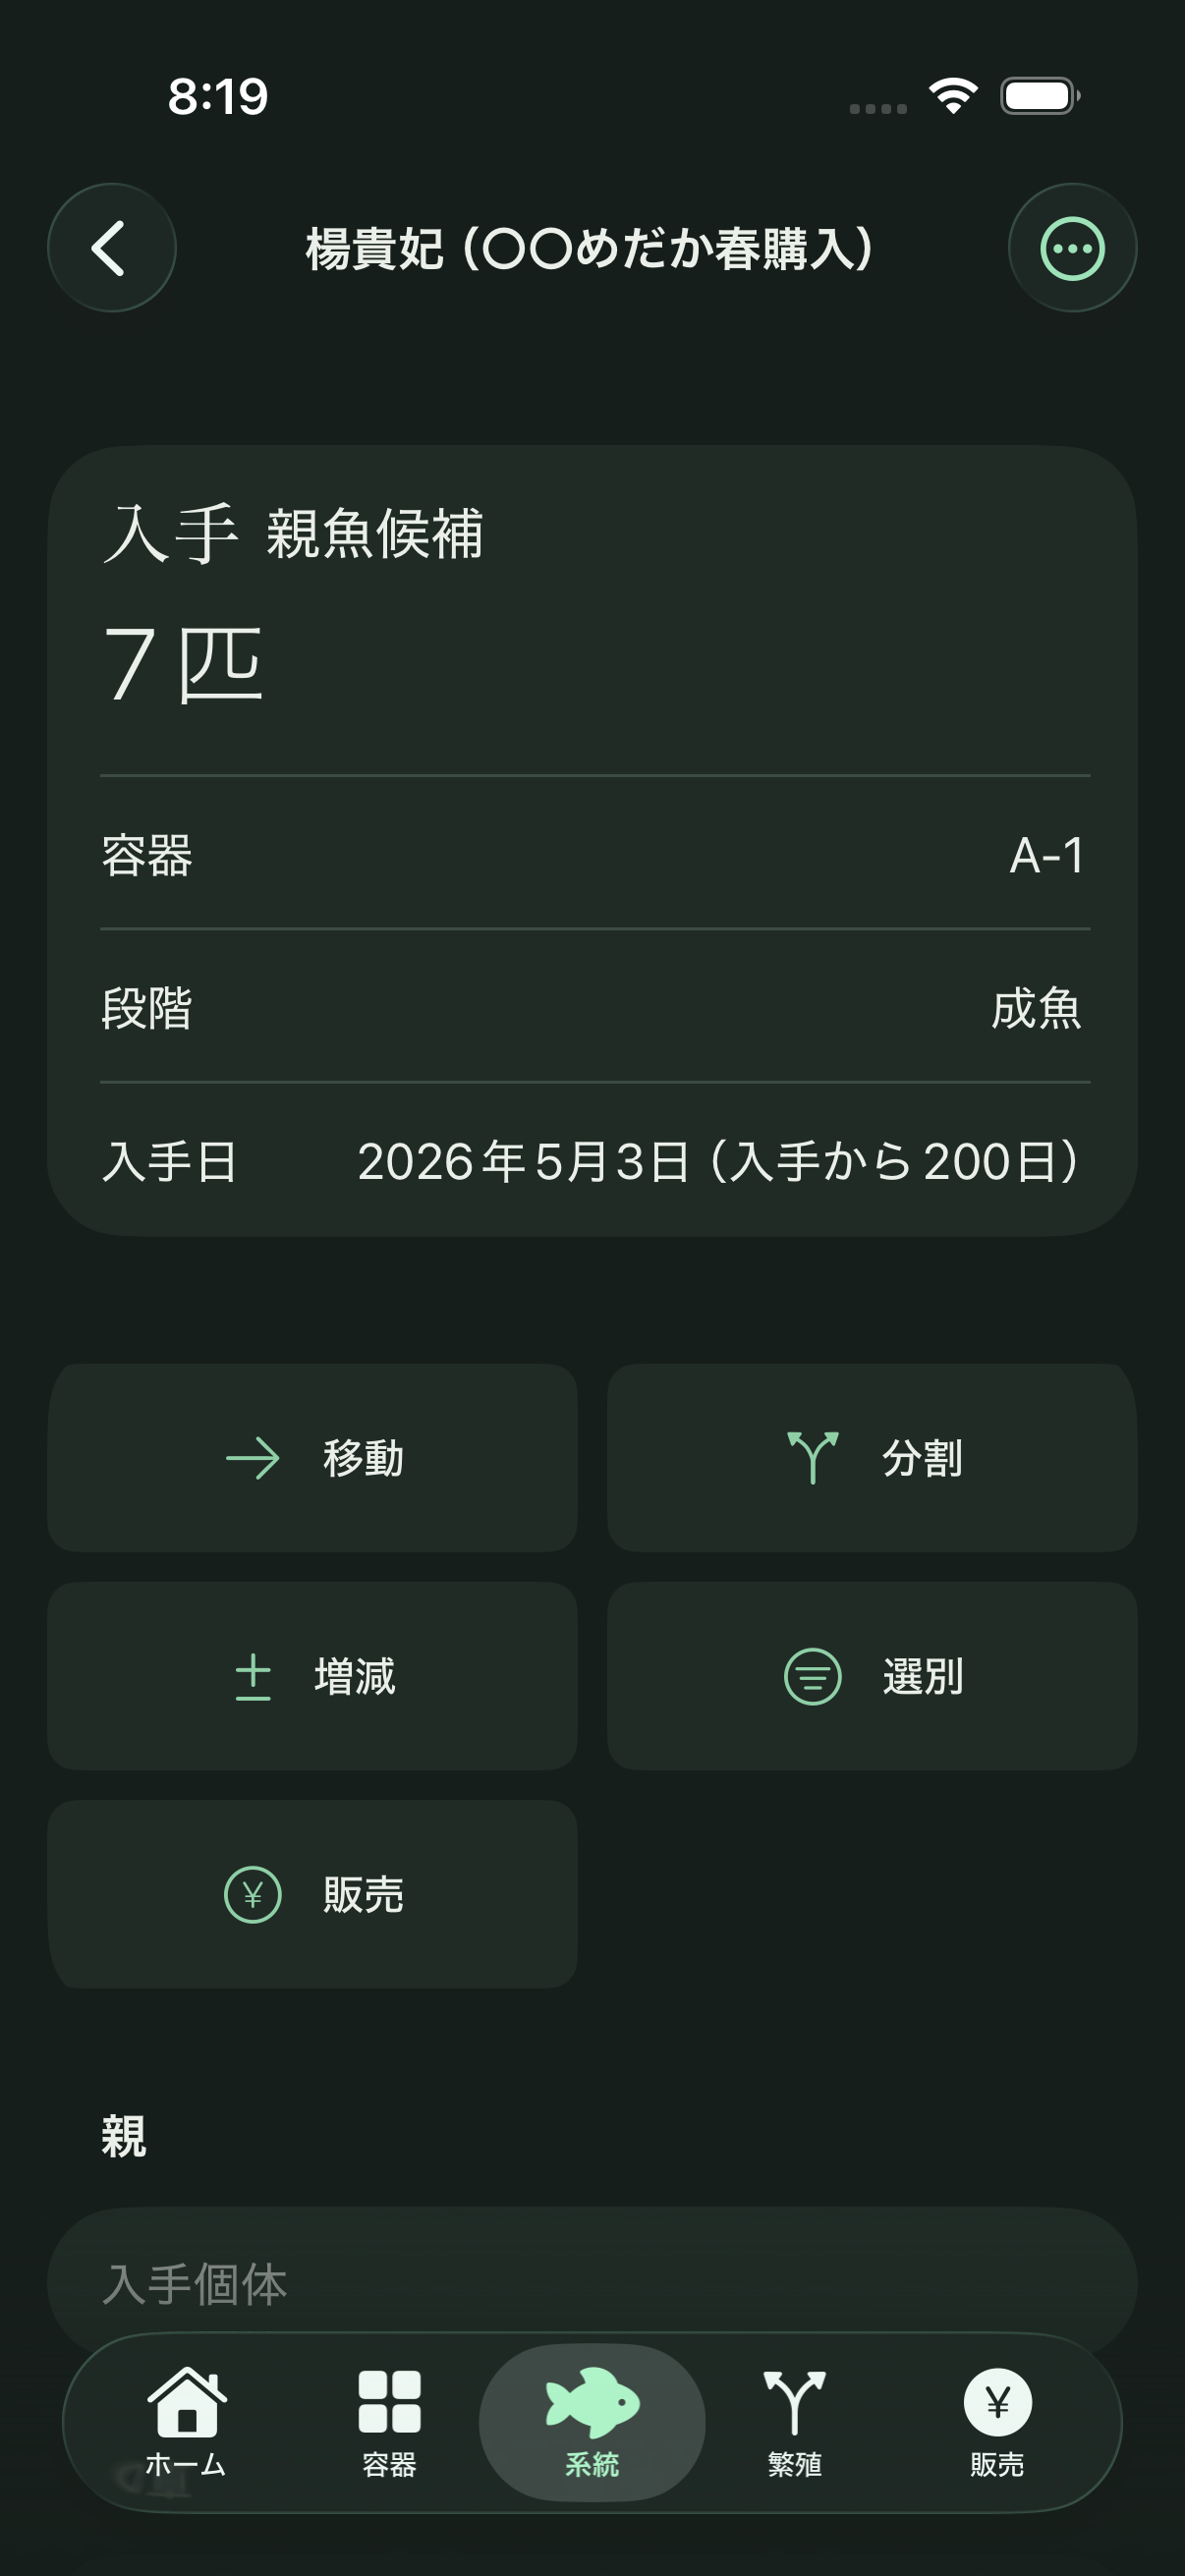 8:19
楊貴妃（〇〇めだか春購入）
入手 親魚候補
7匹
容器 A-1
段階 成魚
入手日 2026年5月3日（入手から200日）
移動 分割
± 増減 選別
¥ 販売
親
入手個体
ホーム 容器 系統 繁殖 ¥ 販売